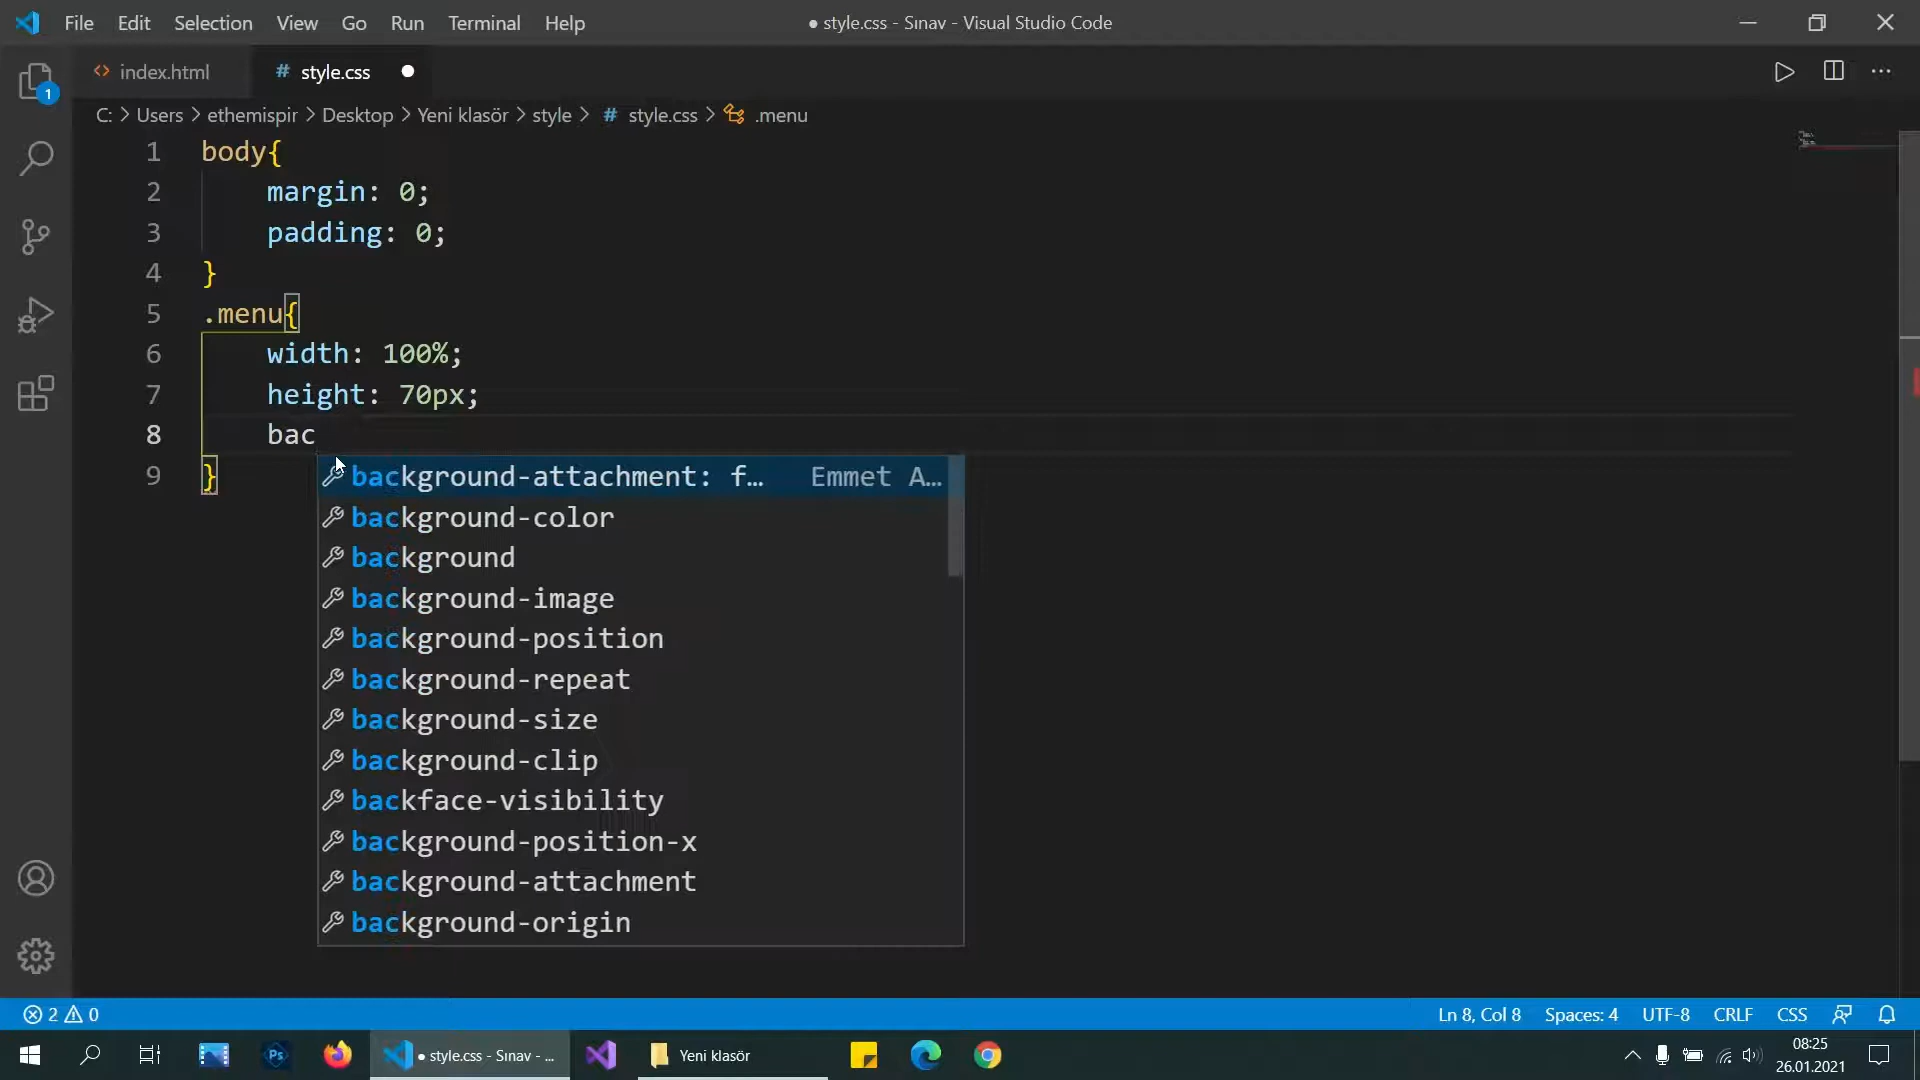 File Edit Selection View Go Run Terminal Help ● style.css - Sınav - Visual Studio Code
index.html # style.css ●
C: > Users > ethemispir > Desktop > Yeni klasör > style > # style.css > .menu
1 body{
2 margin: 0;
3 padding: 0;
4 }
5 .menu{
6 width: 100%;
7 height: 70px;
8 bac
9 }
background-attachment: f… Emmet A…
background-color
background
background-image
background-position
background-repeat
background-size
background-clip
backface-visibility
background-position-x
background-attachment
background-origin
1
2 0 Ln 8, Col 8 Spaces: 4 UTF-8 CRLF CSS
Ps ● style.css - Sınav - ... Yeni klasör 08:25
26.01.2021